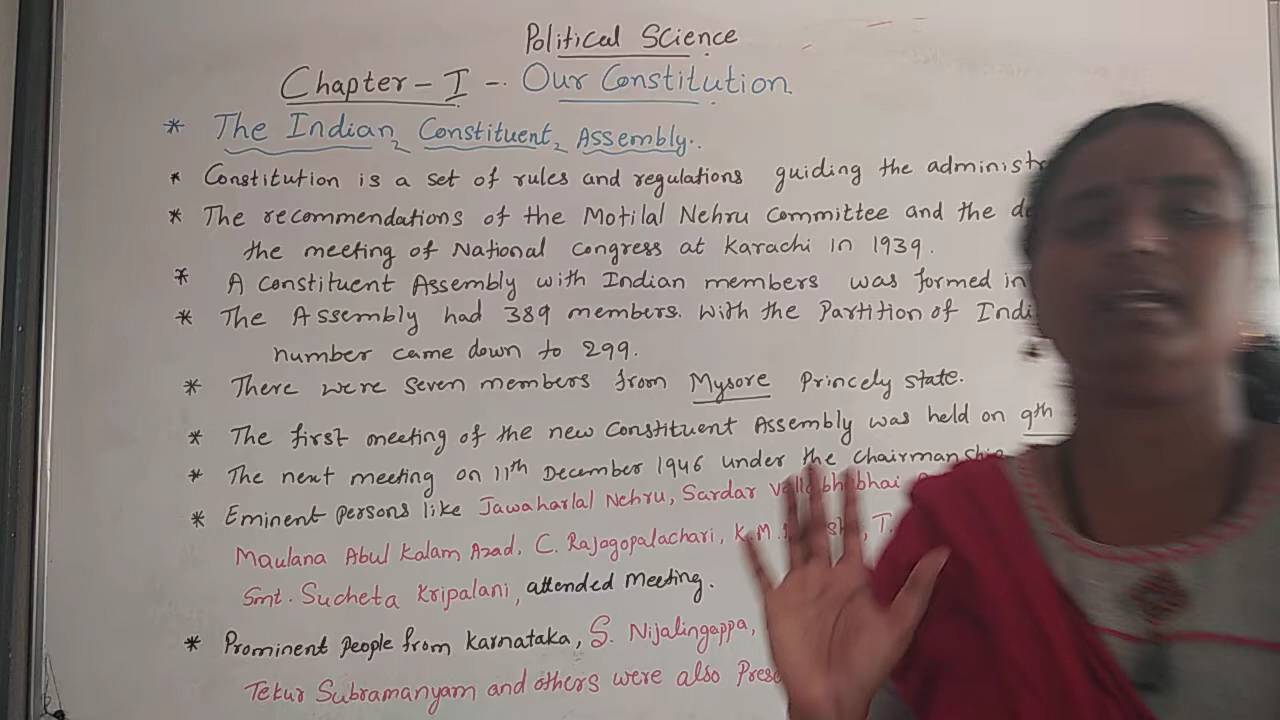 Political Science
Chapter - I - Our Constitution
* The Indian, Constituent, Assembly.
* Constitution is a set of rules and regulations guiding the
* The recommendations of the Motilal Nehru Committee and the
the meeting of National Congress at Karachi in 1939.
* A Constituent Assembly with Indian members was formed in
* The Assembly had 389 members. With the Partition of
number came down to 299.
* There were seven members from Mysore Princely state.
* The first meeting of the new Constituent Assembly was held on 9th
* The next meeting on 11th December 1946 under the Chairmanship
* Eminent persons like Jawaharlal Nehru, Sardar Vallabhbhai
Maulana Abul Kalam Azad, C. Rajagopalachari, K.M. T.
Smt. Sucheta Kripalani, attended meeting.
* Prominent People from Karnataka, S. Nijalingappa,
Tekur Subramanyam and others were also